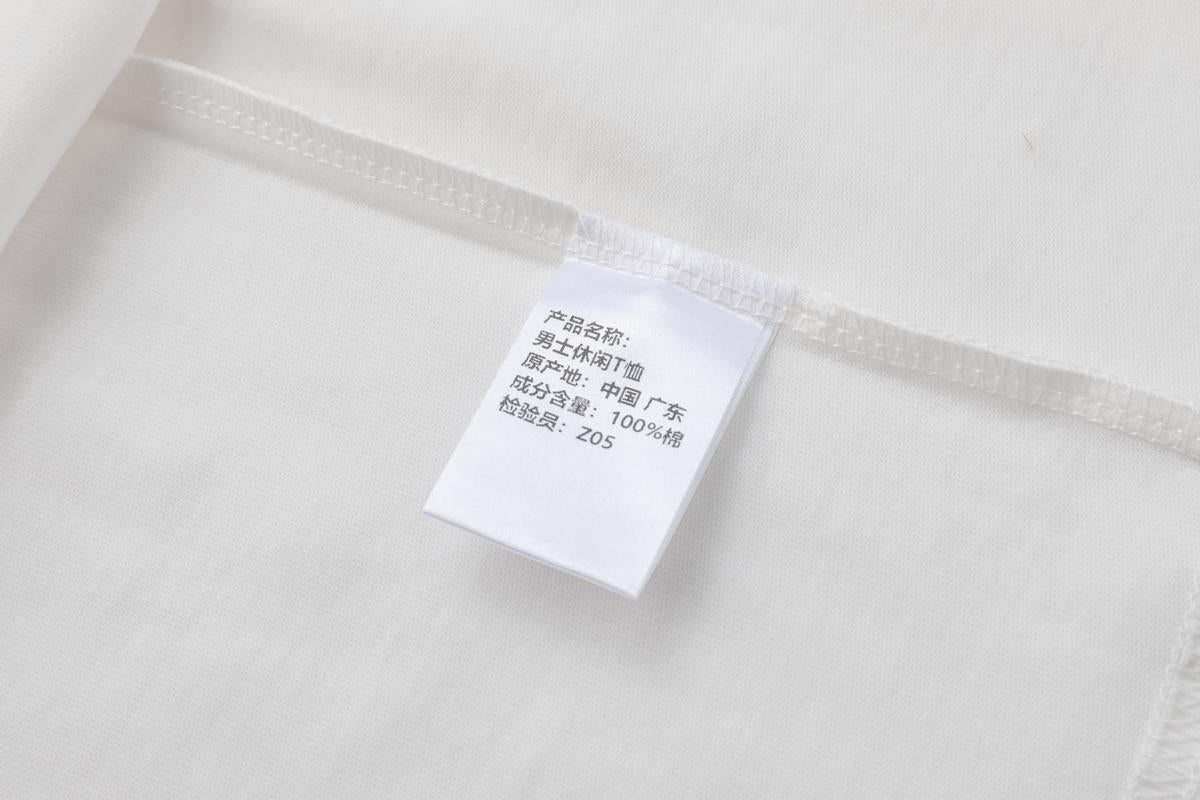 产品名称：
男士休闲T恤
原产地：中国 广东
成分含量：100%棉
检验员：Z05